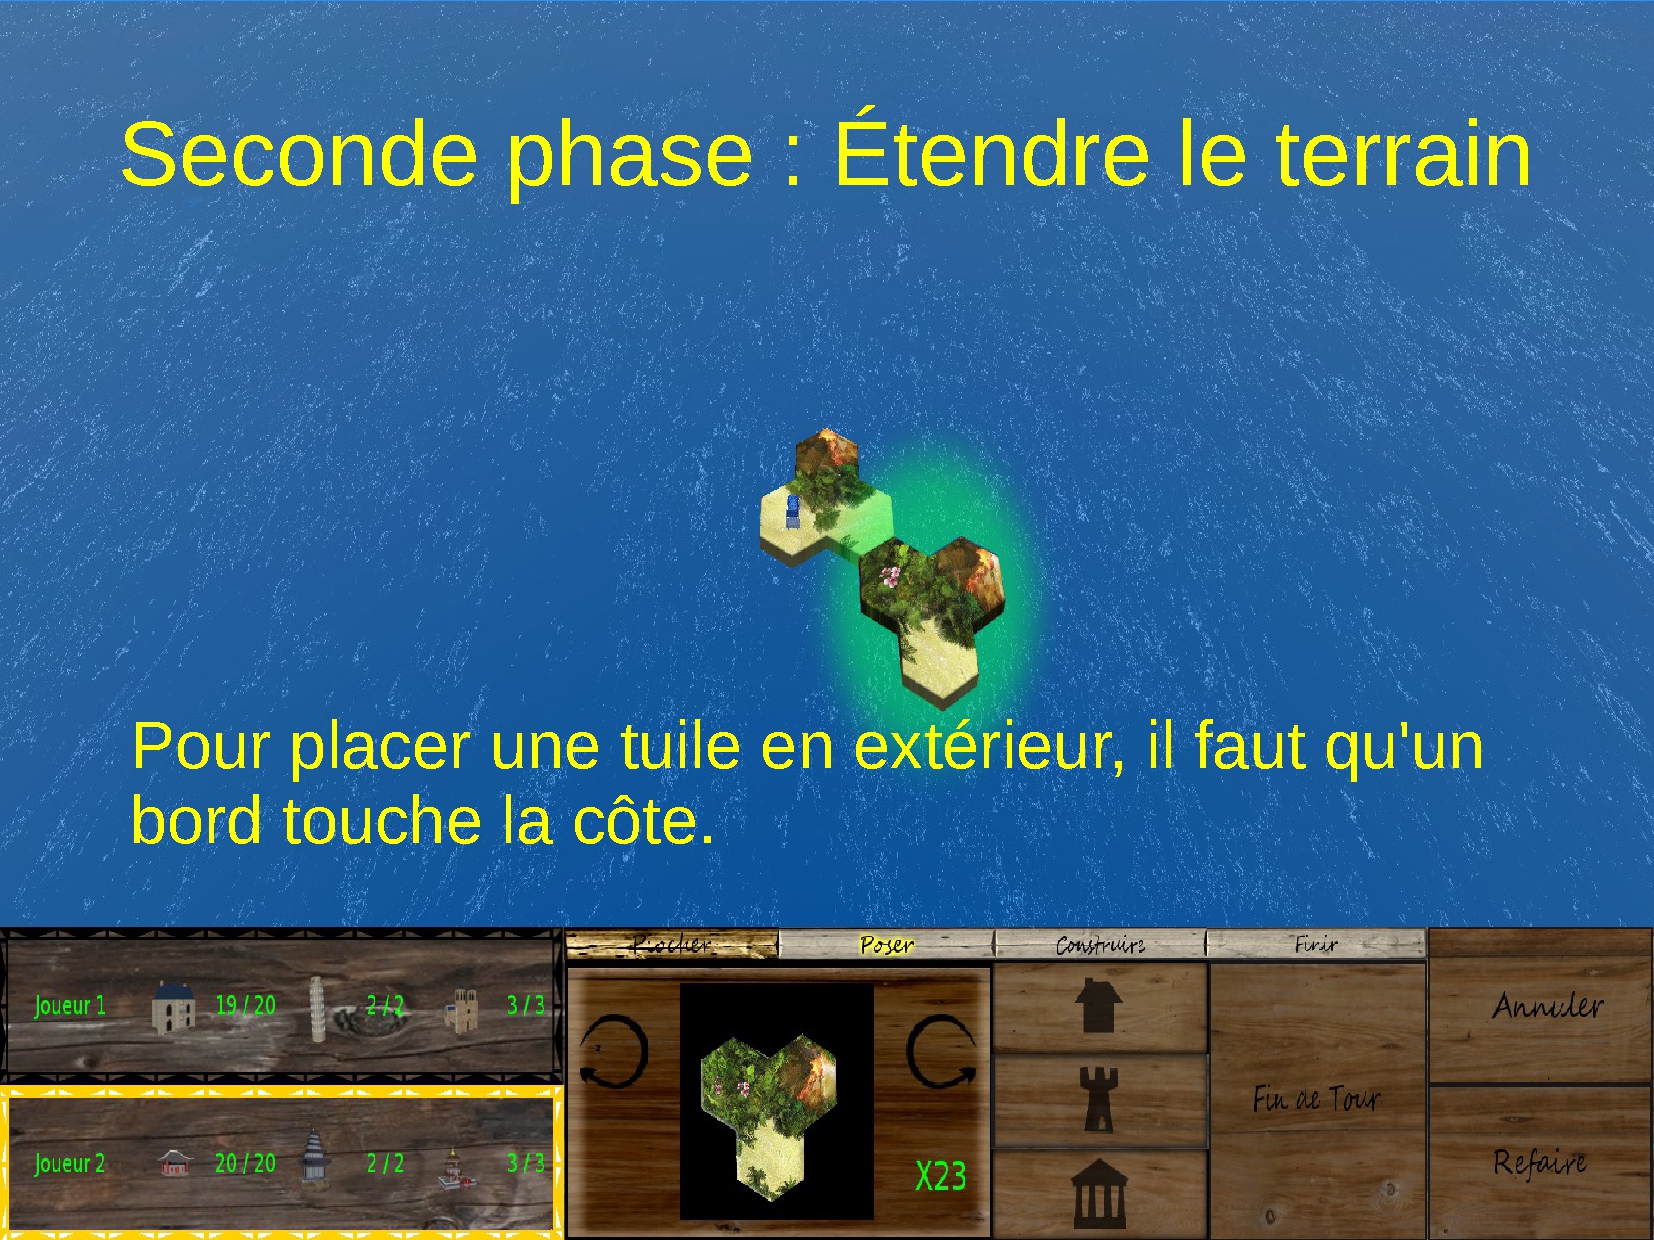 Seconde phase : Étendre le terrain
Pour placer une tuile en extérieur, il faut qu'un
bord touche la côte.
Piocher Poser Construire Finir
Joueur 1 19 / 20 2 / 2 3 / 3
Annuler
Fin de Tour
Joueur 2 20 / 20 2 / 2 3 / 3
X23
Refaire